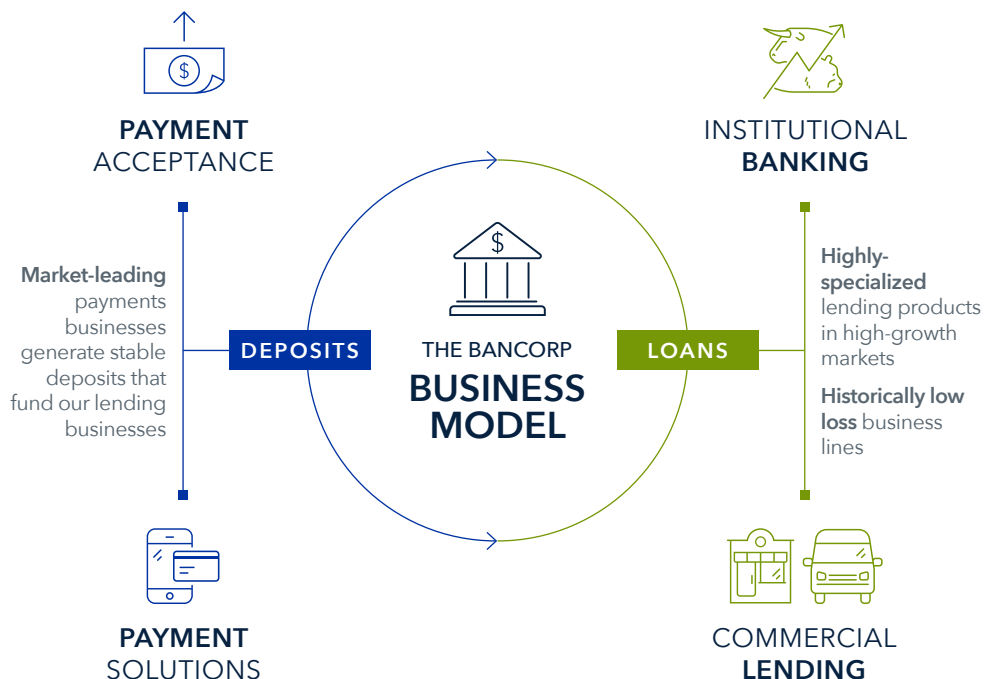 $
PAYMENT
ACCEPTANCE
Market-leading
payments
businesses
generate stable
deposits that
fund our lending
businesses
DEPOSITS
PAYMENT
SOLUTIONS
$
THE BANCORP
BUSINESS
MODEL
INSTITUTIONAL
BANKING
LOANS
Highly-
specialized
lending products
in high-growth
markets
Historically low
loss business
lines
COMMERCIAL
LENDING